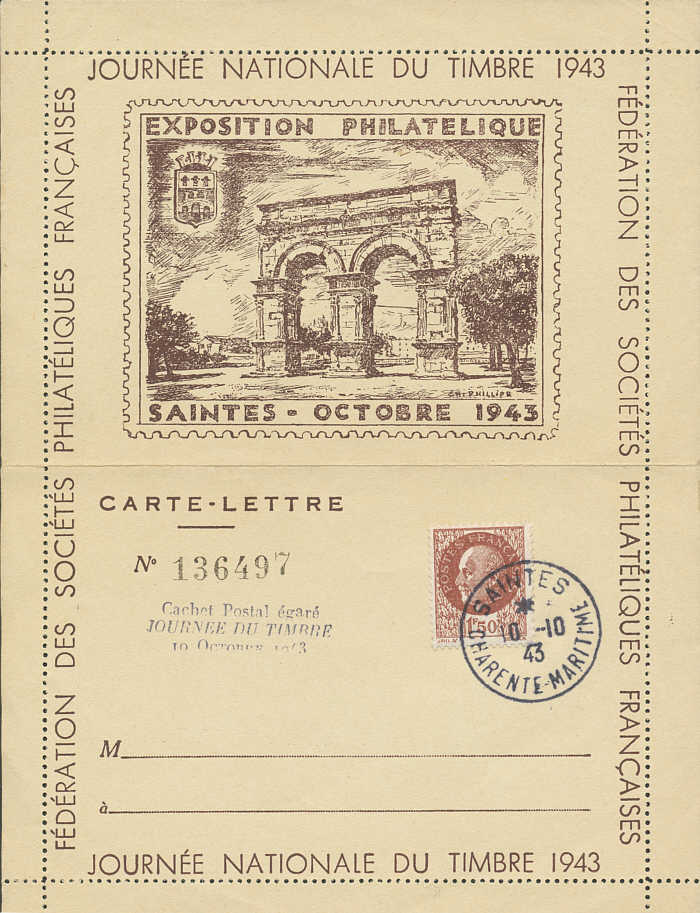 JOURNÉE NATIONALE DU TIMBRE 1943
FÉDÉRATION DES SOCIÉTÉS PHILATÉLIQUES FRANÇAISES
FÉDÉRATION DES SOCIÉTÉS PHILATÉLIQUES FRANÇAISES
EXPOSITION PHILATELIQUE
CH. PHILLIPE
SAINTES - OCTOBRE 1943
CARTE-LETTRE
N° 136497
Cachet Postal égaré
JOURNEE DU TIMBRE
10 Octobre 1943
POSTES FRANÇAISES
1F50
SAINTES
10 -10
43
CHARENTE-MARITIME
M
à
JOURNÉE NATIONALE DU TIMBRE 1943